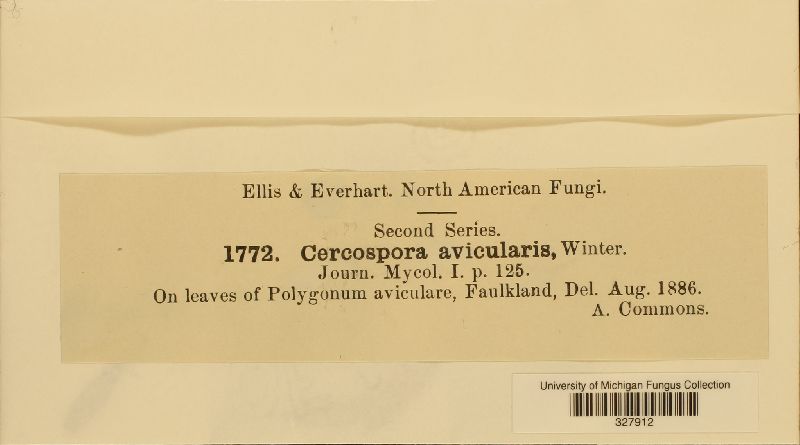 Ellis & Everhart. North American Fungi.
Second Series.
1772. Cercospora avicularis, Winter.
Journ. Mycol. I. p. 125.
On leaves of Polygonum aviculare, Faulkland, Del. Aug. 1886.
A. Commons.
University of Michigan Fungus Collection
327912